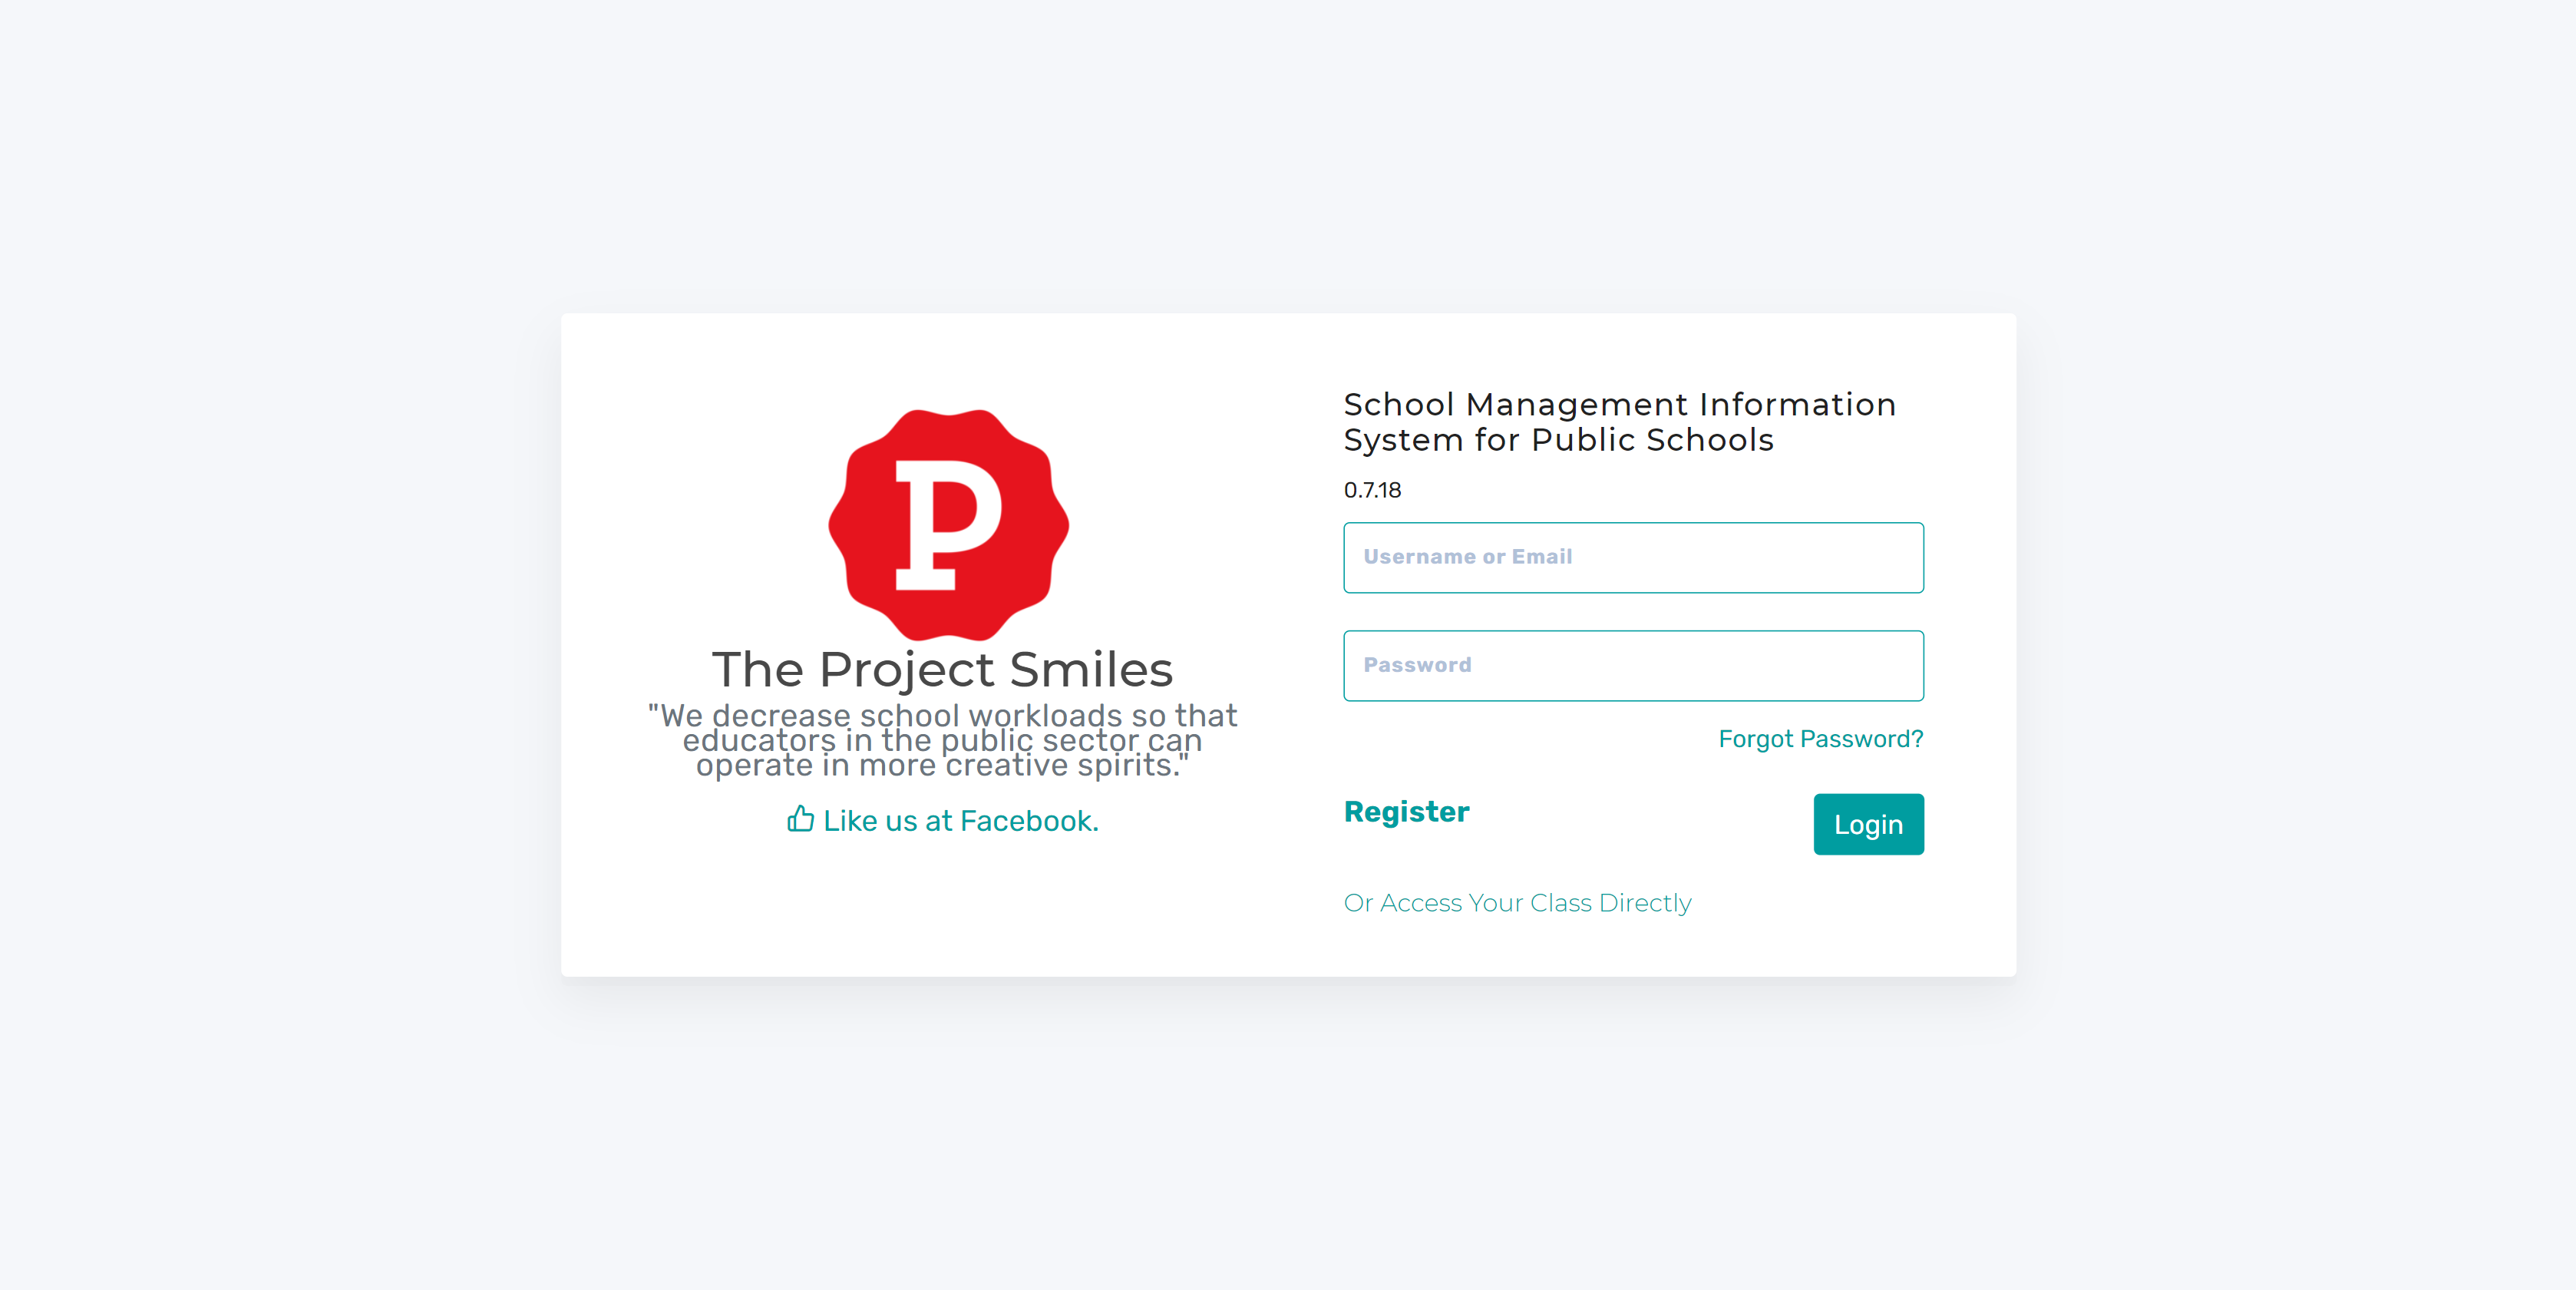 P
The Project Smiles
"We decrease school workloads so that
educators in the public sector can
operate in more creative spirits."
Like us at Facebook.
School Management Information
System for Public Schools
0.7.18
Username or Email
Password
Forgot Password?
Register
Login
Or Access Your Class Directly